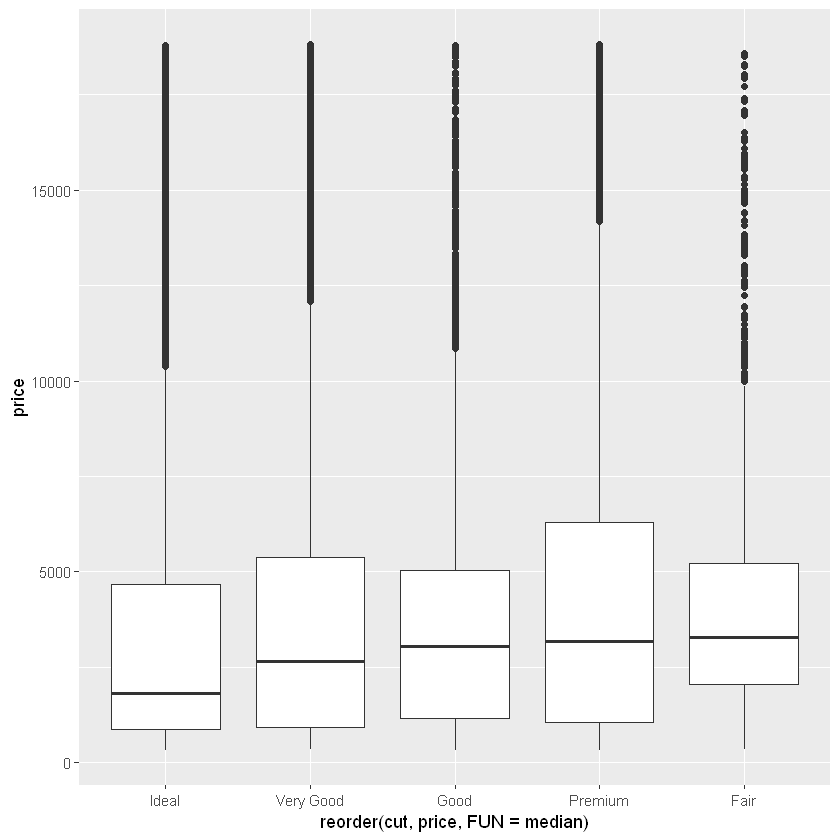 15000
10000
5000
0
price
Ideal
Very Good
Good
Premium
Fair
reorder(cut, price, FUN = median)